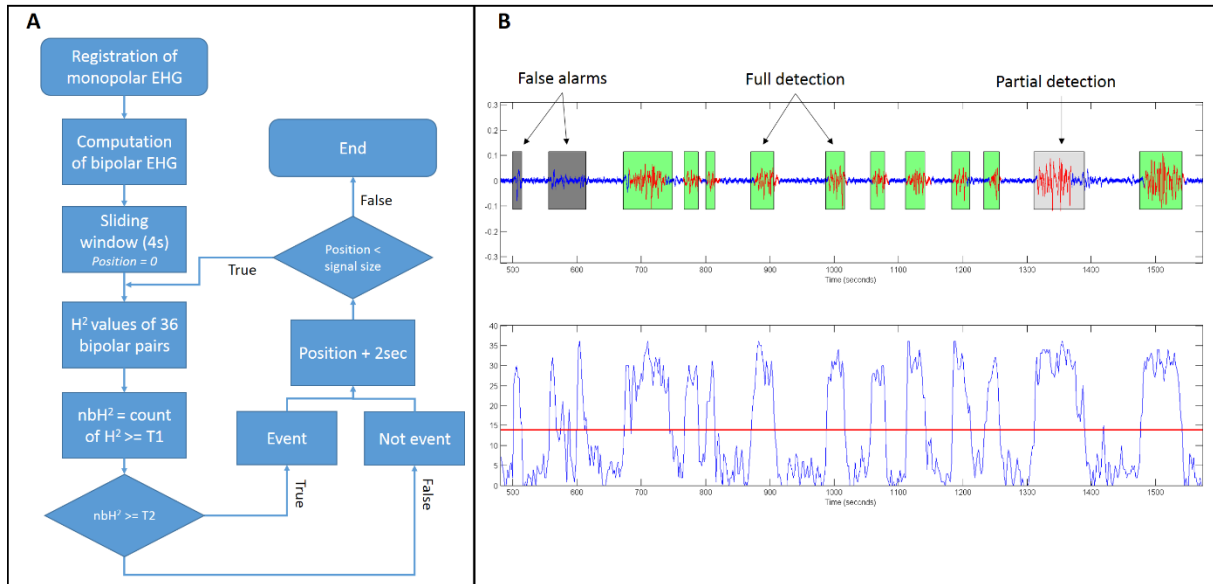 A
Registration of
monopolar EHG
Computation
of bipolar EHG
Sliding
window (4s)
Position = 0
H² values of 36
bipolar pairs
nbH² = count
of H² >= T1
nbH² >= T2
True
False
Event
Not event
Position + 2sec
Position <
signal size
True
False
End
B
False alarms
Full detection
Partial detection
0.3
0.2
0.1
0
-0.1
-0.2
-0.3
500 600 700 800 900 1000 1100 1200 1300 1400 1500
Time (seconds)
40
35
30
25
20
15
10
5
0
500 600 700 800 900 1000 1100 1200 1300 1400 1500
Time (seconds)